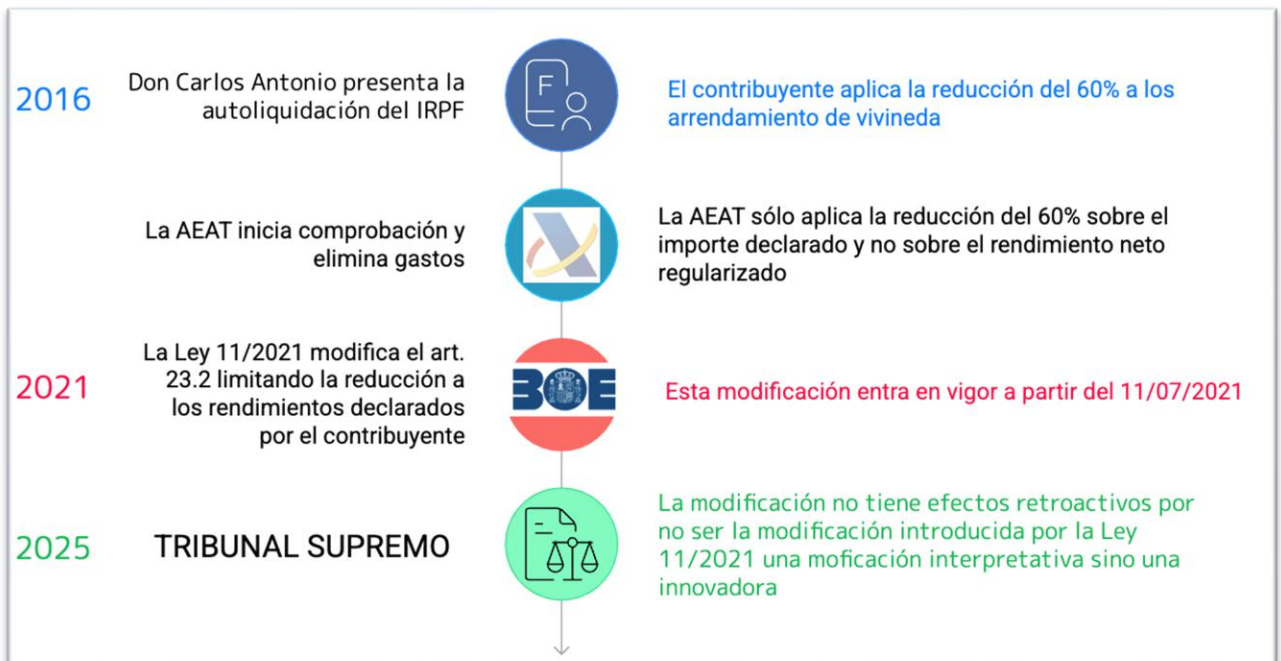 2016
Don Carlos Antonio presenta la
autoliquidación del IRPF
F
El contribuyente aplica la reducción del 60% a los
arrendamiento de vivineda
La AEAT inicia comprobación y
elimina gastos
La AEAT sólo aplica la reducción del 60% sobre el
importe declarado y no sobre el rendimiento neto
regularizado
2021
La Ley 11/2021 modifica el art.
23.2 limitando la reducción a
los rendimientos declarados
por el contribuyente
BOE
Esta modificación entra en vigor a partir del 11/07/2021
2025
TRIBUNAL SUPREMO
La modificación no tiene efectos retroactivos por
no ser la modificación introducida por la Ley
11/2021 una moficación interpretativa sino una
innovadora